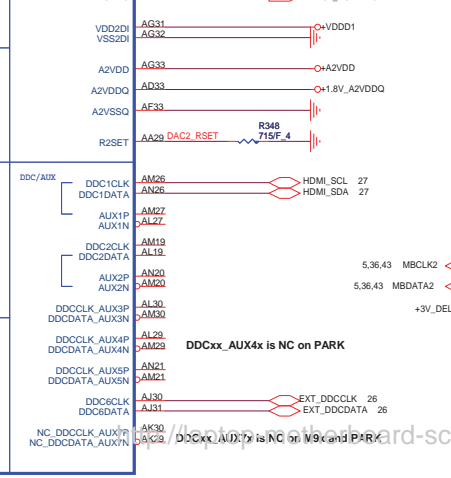 VDD2DI AG31 +VDDD1
VSS2DI AG32
A2VDD AG33 +A2VDD
A2VDDQ AD33 +1.8V_A2VDDQ
A2VSSQ AF33
R348
R2SET AA29 DAC2_RSET 715/F_4
DDC/AUX
DDC1CLK AM26 HDMI_SCL 27
DDC1DATA AN26 HDMI_SDA 27
AUX1P AM27
AUX1N AL27
DDC2CLK AM19
DDC2DATA AL19
5,36,43 MBCLK2
AUX2P AN20
AUX2N AM20 5,36,43 MBDATA2
DDCCLK_AUX3P AL30 +3V_DEL
DDCDATA_AUX3N AM30
DDCCLK_AUX4P AL29
DDCDATA_AUX4N AM29 DDCxx_AUX4x is NC on PARK
DDCCLK_AUX5P AN21
DDCDATA_AUX5N AM21
DDC6CLK AJ30 EXT_DDCCLK 26
DDC6DATA AJ31 EXT_DDCDATA 26
NC_DDCCLK_AUX7P AK30
NC_DDCDATA_AUX7N AK29 DDCxx_AUX7x is NC on M9x and PARK
http://laptop-motherboard-sc